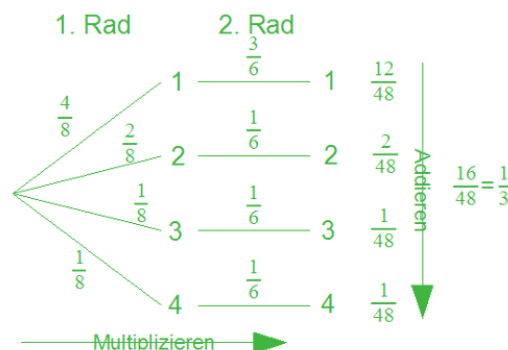 1. Rad 2. Rad
4/8 1 3/6 1 12/48
2/8 2 1/6 2 2/48
1/8 3 1/6 3 1/48
1/8 4 1/6 4 1/48
Addieren
16/48 = 1/3
Multiplizieren